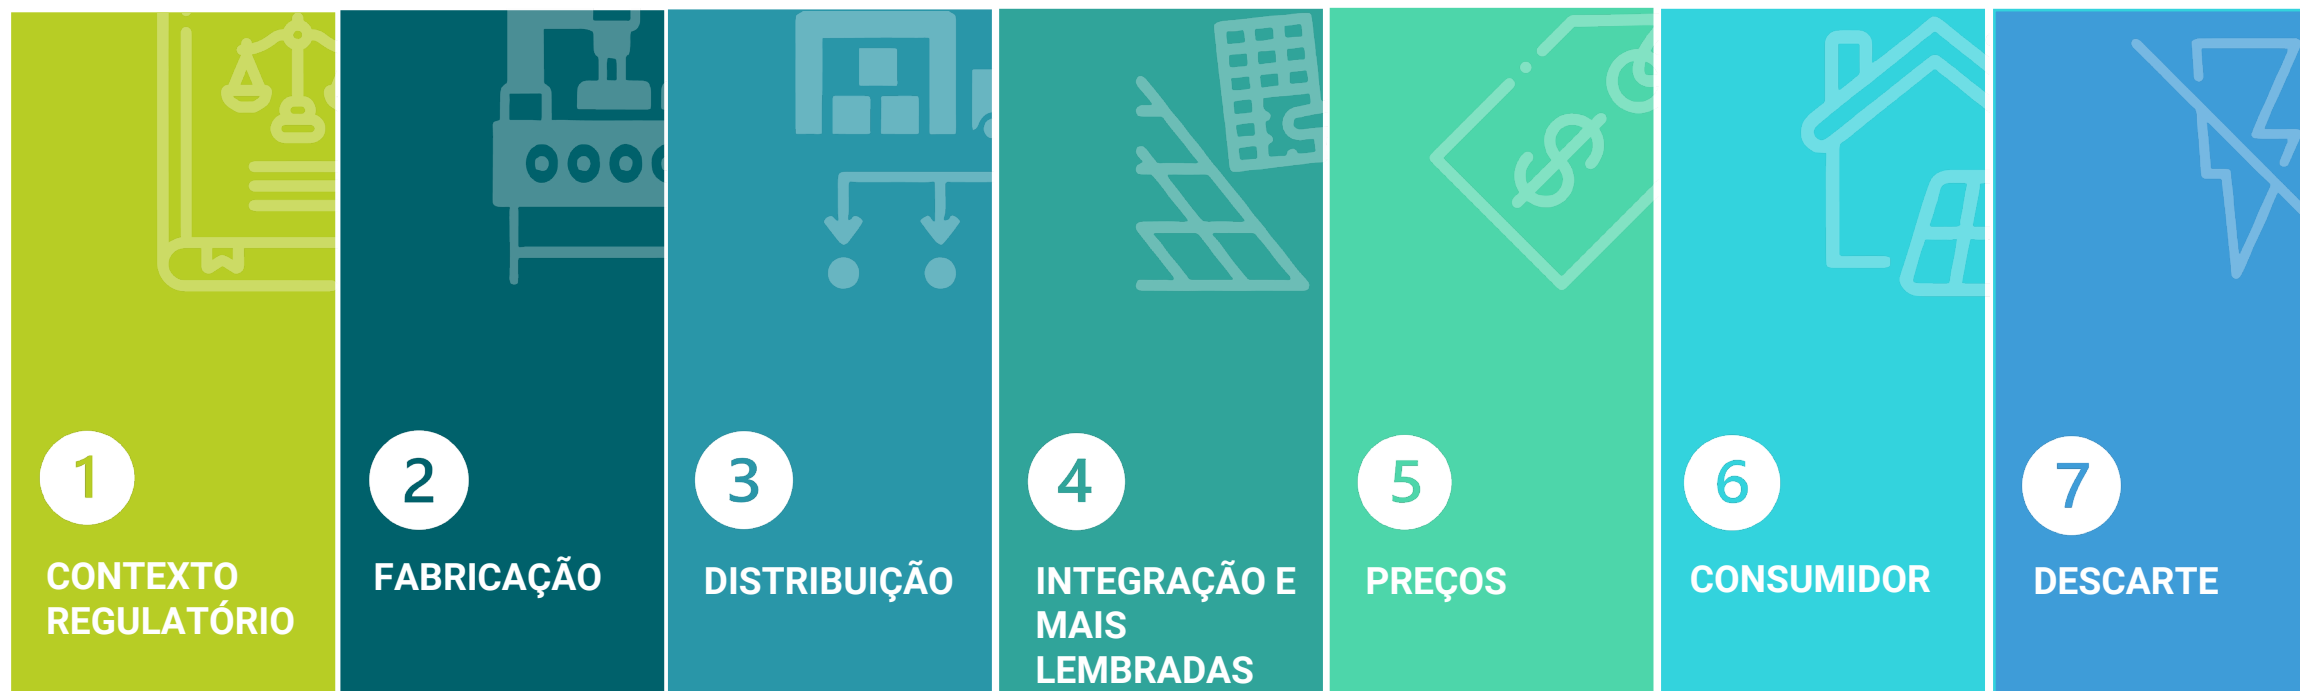 1
CONTEXTO
REGULATÓRIO
2
FABRICAÇÃO
3
DISTRIBUIÇÃO
4
INTEGRAÇÃO E
MAIS
LEMBRADAS
5
PREÇOS
6
CONSUMIDOR
7
DESCARTE